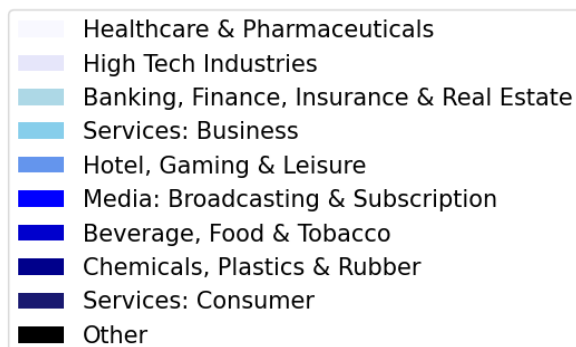 Healthcare & Pharmaceuticals
High Tech Industries
Banking, Finance, Insurance & Real Estate
Services: Business
Hotel, Gaming & Leisure
Media: Broadcasting & Subscription
Beverage, Food & Tobacco
Chemicals, Plastics & Rubber
Services: Consumer
Other